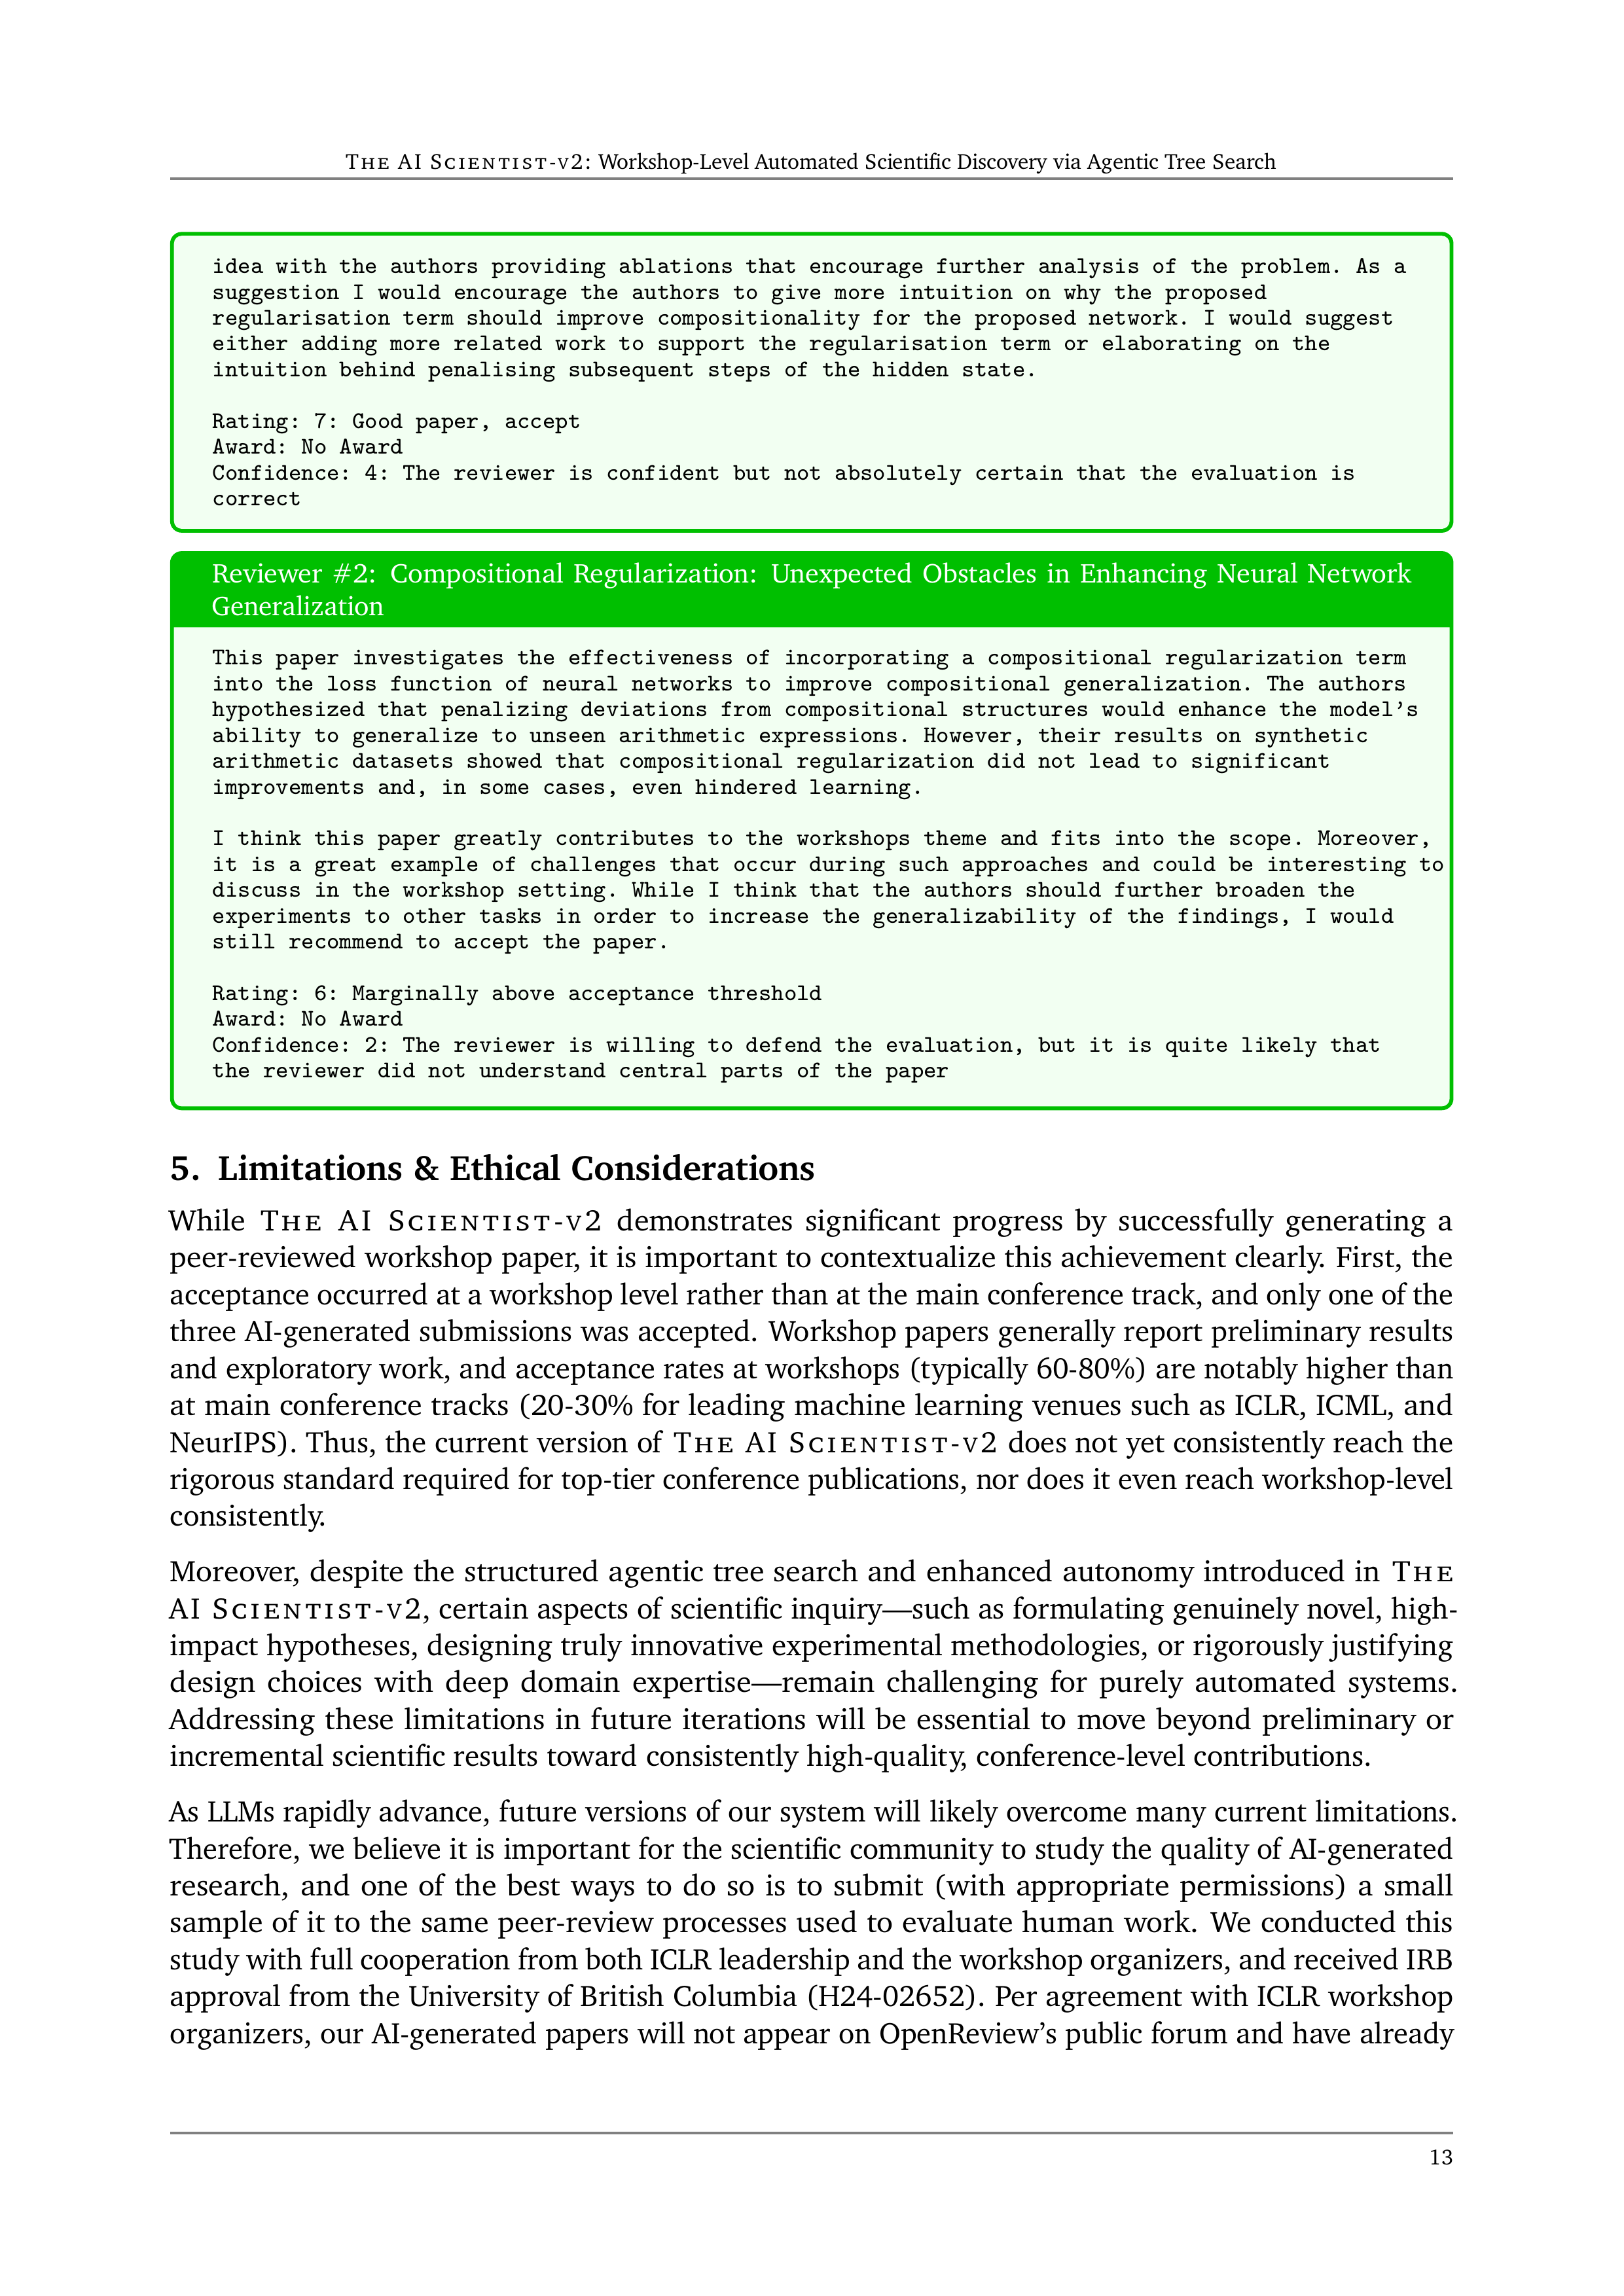 THE AI SCIENTIST-V2: Workshop-Level Automated Scientific Discovery via Agentic Tree Search
idea with the authors providing ablations that encourage further analysis of the problem. As a
suggestion I would encourage the authors to give more intuition on why the proposed
regularisation term should improve compositionality for the proposed network. I would suggest
either adding more related work to support the regularisation term or elaborating on the
intuition behind penalising subsequent steps of the hidden state.
Rating: 7: Good paper, accept
Award: No Award
Confidence: 4: The reviewer is confident but not absolutely certain that the evaluation is
correct
Reviewer #2: Compositional Regularization: Unexpected Obstacles in Enhancing Neural Network
Generalization
This paper investigates the effectiveness of incorporating a compositional regularization term
into the loss function of neural networks to improve compositional generalization. The authors
hypothesized that penalizing deviations from compositional structures would enhance the model's
ability to generalize to unseen arithmetic expressions. However, their results on synthetic
arithmetic datasets showed that compositional regularization did not lead to significant
improvements and, in some cases, even hindered learning.
I think this paper greatly contributes to the workshops theme and fits into the scope. Moreover,
it is a great example of challenges that occur during such approaches and could be interesting to
discuss in the workshop setting. While I think that the authors should further broaden the
experiments to other tasks in order to increase the generalizability of the findings, I would
still recommend to accept the paper.
Rating: 6: Marginally above acceptance threshold
Award: No Award
Confidence: 2: The reviewer is willing to defend the evaluation, but it is quite likely that
the reviewer did not understand central parts of the paper
5. Limitations & Ethical Considerations
While THE AI SCIENTIST-V2 demonstrates significant progress by successfully generating a
peer-reviewed workshop paper, it is important to contextualize this achievement clearly. First, the
acceptance occurred at a workshop level rather than at the main conference track, and only one of the
three AI-generated submissions was accepted. Workshop papers generally report preliminary results
and exploratory work, and acceptance rates at workshops (typically 60-80%) are notably higher than
at main conference tracks (20-30% for leading machine learning venues such as ICLR, ICML, and
NeurIPS). Thus, the current version of THE AI SCIENTIST-V2 does not yet consistently reach the
rigorous standard required for top-tier conference publications, nor does it even reach workshop-level
consistently.
Moreover, despite the structured agentic tree search and enhanced autonomy introduced in THE
AI SCIENTIST-V2, certain aspects of scientific inquiry—such as formulating genuinely novel, high-
impact hypotheses, designing truly innovative experimental methodologies, or rigorously justifying
design choices with deep domain expertise—remain challenging for purely automated systems.
Addressing these limitations in future iterations will be essential to move beyond preliminary or
incremental scientific results toward consistently high-quality, conference-level contributions.
As LLMs rapidly advance, future versions of our system will likely overcome many current limitations.
Therefore, we believe it is important for the scientific community to study the quality of AI-generated
research, and one of the best ways to do so is to submit (with appropriate permissions) a small
sample of it to the same peer-review processes used to evaluate human work. We conducted this
study with full cooperation from both ICLR leadership and the workshop organizers, and received IRB
approval from the University of British Columbia (H24-02652). Per agreement with ICLR workshop
organizers, our AI-generated papers will not appear on OpenReview's public forum and have already
13